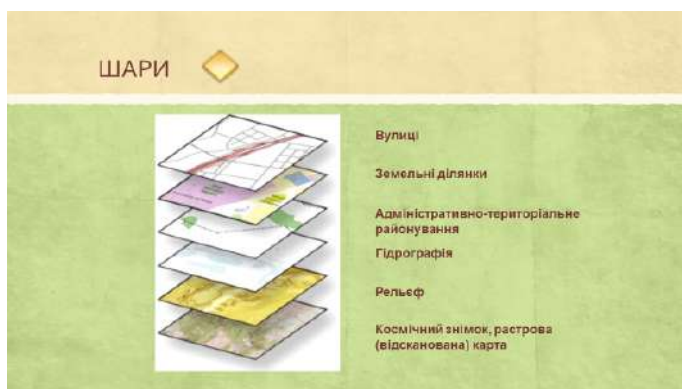 ШАРИ
Вулиці
Земельні ділянки
Адміністративно-територіальне
районування
Гідрографія
Рельєф
Космічний знімок, растрова
(відсканована) карта